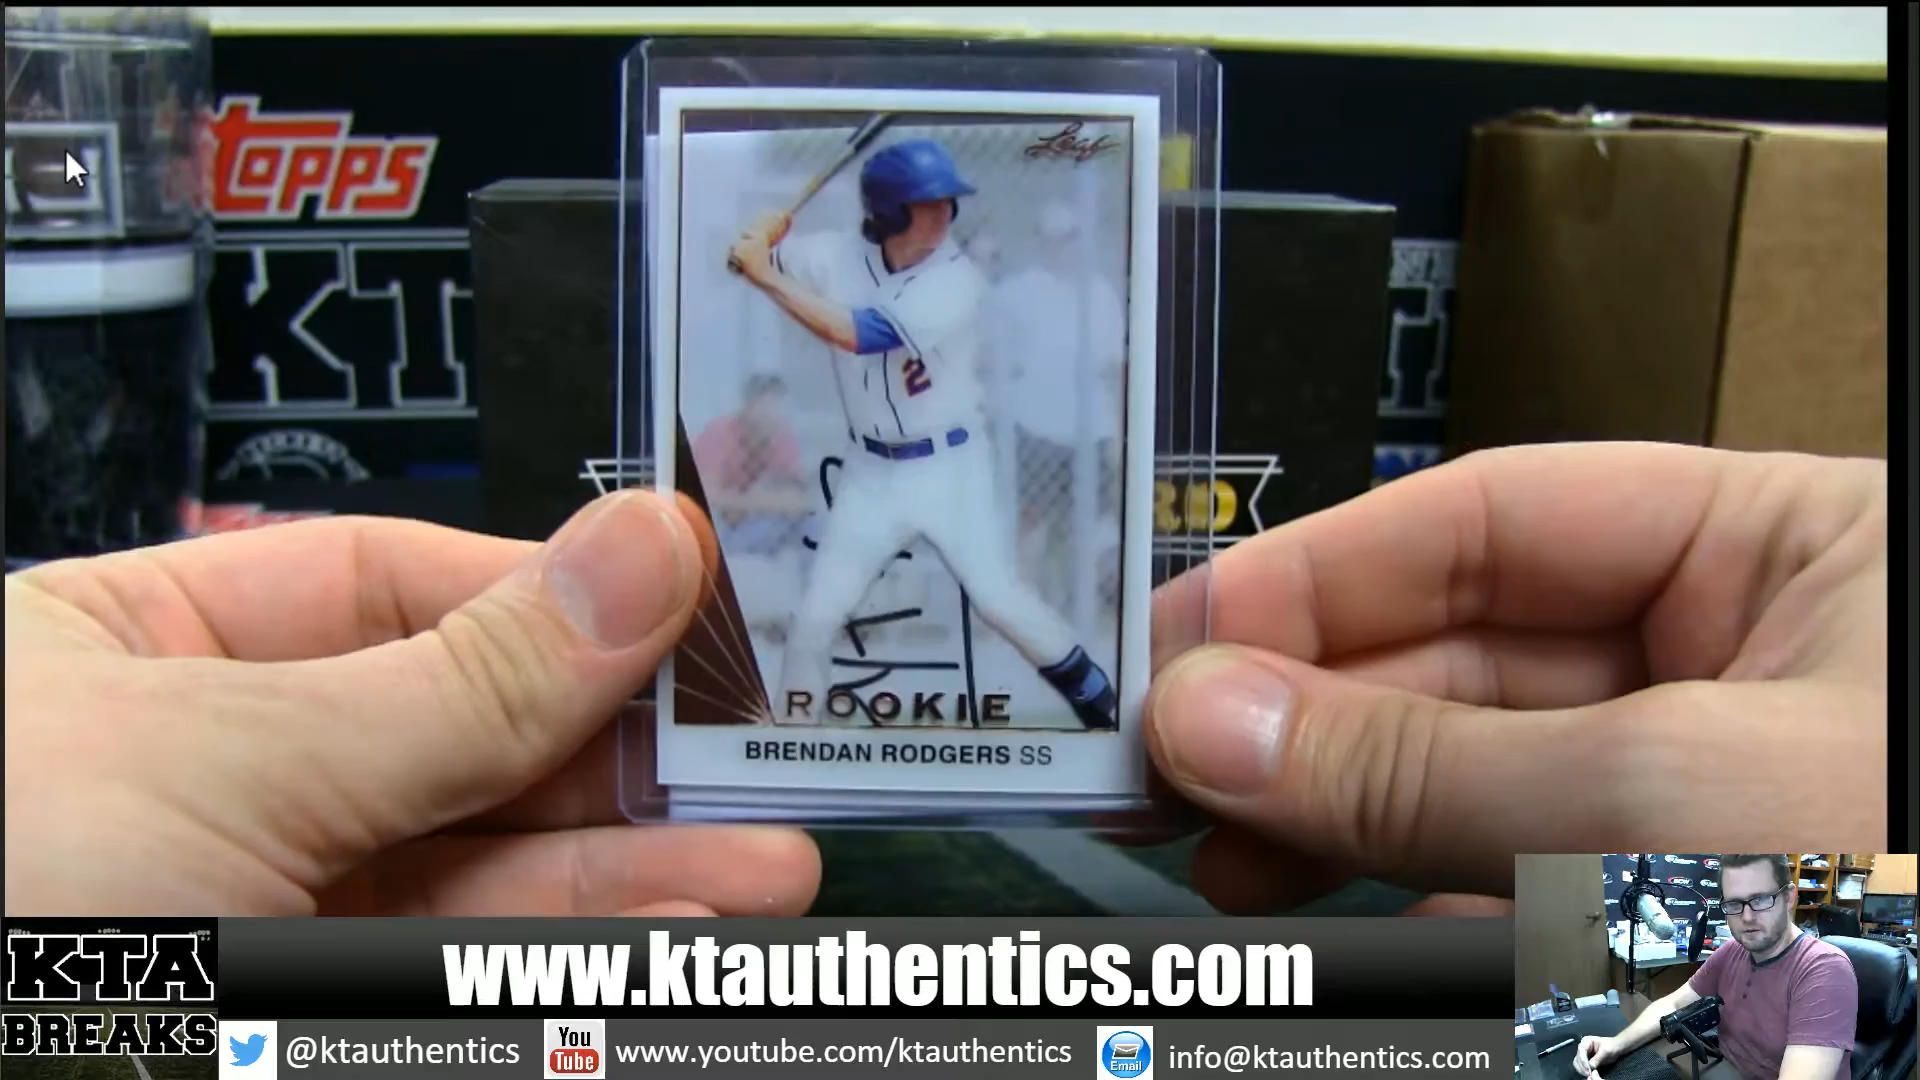 topps
KT
Leaf
2
ROOKIE
BRENDAN RODGERS SS
KTA
BREAKS
www.ktauthentics.com
@ktauthentics
You
Tube
www.youtube.com/ktauthentics
Email
info@ktauthentics.com